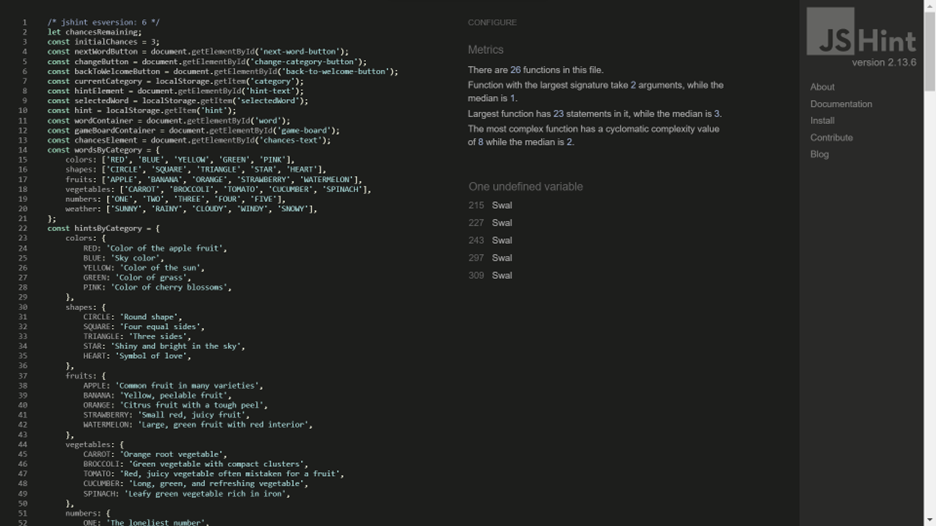 1 /* jshint esversion: 6 */
2 let chancesRemaining;
3 const initialChances = 3;
4 const nextWordButton = document.getElementById('next-word-button');
5 const changeButton = document.getElementById('change-category-button');
6 const backToWelcomeButton = document.getElementById('back-to-welcome-button');
7 const currentCategory = localStorage.getItem('category');
8 const hintElement = document.getElementById('hint-text');
9 const selectedWord = localStorage.getItem('selectedWord');
10 const hint = localStorage.getItem('hint');
11 const wordContainer = document.getElementById('word');
12 const gameBoardContainer = document.getElementById('game-board');
13 const chancesElement = document.getElementById('chances-text');
14 const wordsByCategory = {
15 colors: ['RED', 'BLUE', 'YELLOW', 'GREEN', 'PINK'],
16 shapes: ['CIRCLE', 'SQUARE', 'TRIANGLE', 'STAR', 'HEART'],
17 fruits: ['APPLE', 'BANANA', 'ORANGE', 'STRAWBERRY', 'WATERMELON'],
18 vegetables: ['CARROT', 'BROCCOLI', 'TOMATO', 'CUCUMBER', 'SPINACH'],
19 numbers: ['ONE', 'TWO', 'THREE', 'FOUR', 'FIVE'],
20 weather: ['SUNNY', 'RAINY', 'CLOUDY', 'WINDY', 'SNOWY'],
21 };
22 const hintsByCategory = {
23 colors: {
24 RED: 'Color of the apple fruit',
25 BLUE: 'Sky color',
26 YELLOW: 'Color of the sun',
27 GREEN: 'Color of grass',
28 PINK: 'Color of cherry blossoms',
29 },
30 shapes: {
31 CIRCLE: 'Round shape',
32 SQUARE: 'Four equal sides',
33 TRIANGLE: 'Three sides',
34 STAR: 'Shiny and bright in the sky',
35 HEART: 'Symbol of love',
36 },
37 fruits: {
38 APPLE: 'Common fruit in many varieties',
39 BANANA: 'Yellow, peelable fruit',
40 ORANGE: 'Citrus fruit with a tough peel',
41 STRAWBERRY: 'Small red, juicy fruit',
42 WATERMELON: 'Large, green fruit with red interior',
43 },
44 vegetables: {
45 CARROT: 'Orange root vegetable',
46 BROCCOLI: 'Green vegetable with compact clusters',
47 TOMATO: 'Red, juicy vegetable often mistaken for a fruit',
48 CUCUMBER: 'Long, green, and refreshing vegetable',
49 SPINACH: 'Leafy green vegetable rich in iron',
50 },
51 numbers: {
52 ONE: 'The loneliest number',
CONFIGURE
Metrics
There are 26 functions in this file.
Function with the largest signature take 2 arguments, while the
median is 1.
Largest function has 23 statements in it, while the median is 3.
The most complex function has a cyclomatic complexity value
of 8 while the median is 2.
One undefined variable
215 Swal
227 Swal
243 Swal
297 Swal
309 Swal
JSHint
version 2.13.6
About
Documentation
Install
Contribute
Blog